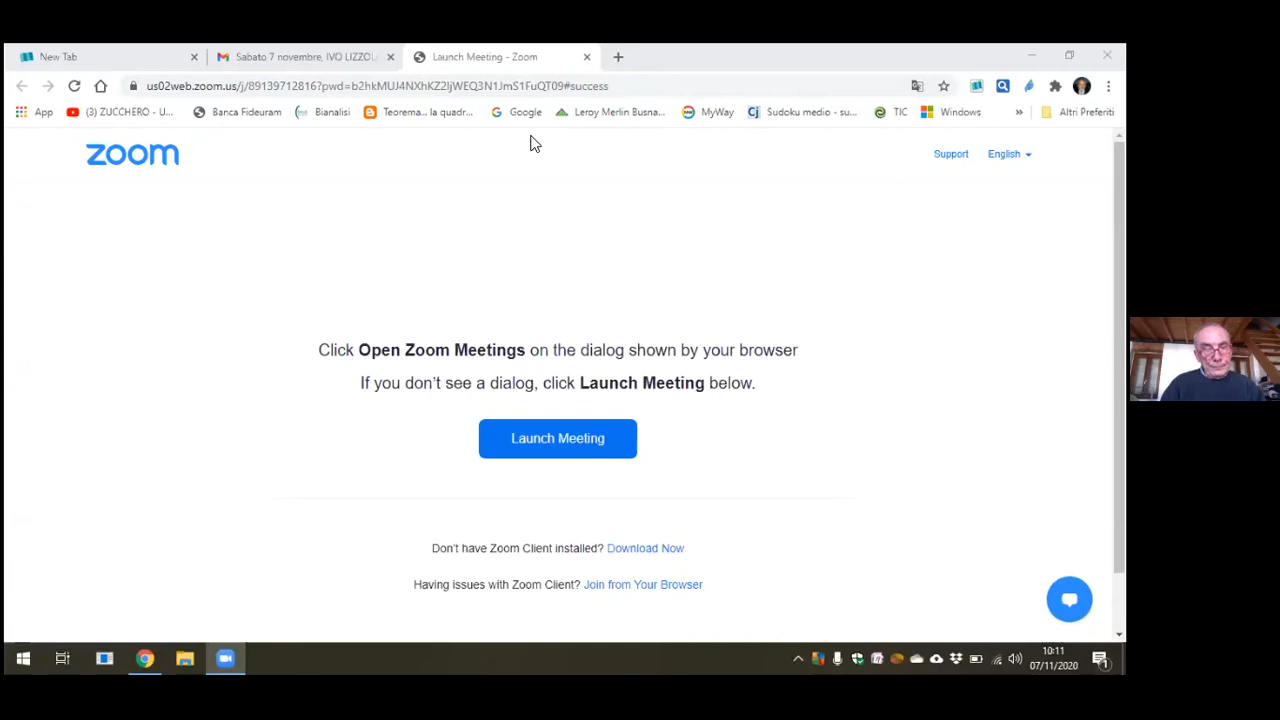 New Tab
Sabato 7 novembre, IVO LIZZOL
Launch Meeting - Zoom
us02web.zoom.us/j/89139712816?pwd=b2hkMUJ4NXhKZ2ljWEQ3N1JmS1FuQT09#success
App
(3) ZUCCHERO - U...
Banca Fideuram
Bianalisi
Teorema... la quadr...
Google
Leroy Merlin Busna...
MyWay
Cj
Sudoku medio - su...
TIC
Windows
»
Altri Preferiti
zoom
Support
English
Click Open Zoom Meetings on the dialog shown by your browser
If you don't see a dialog, click Launch Meeting below.
Launch Meeting
Don't have Zoom Client installed? Download Now
Having issues with Zoom Client? Join from Your Browser
10:11
07/11/2020
1